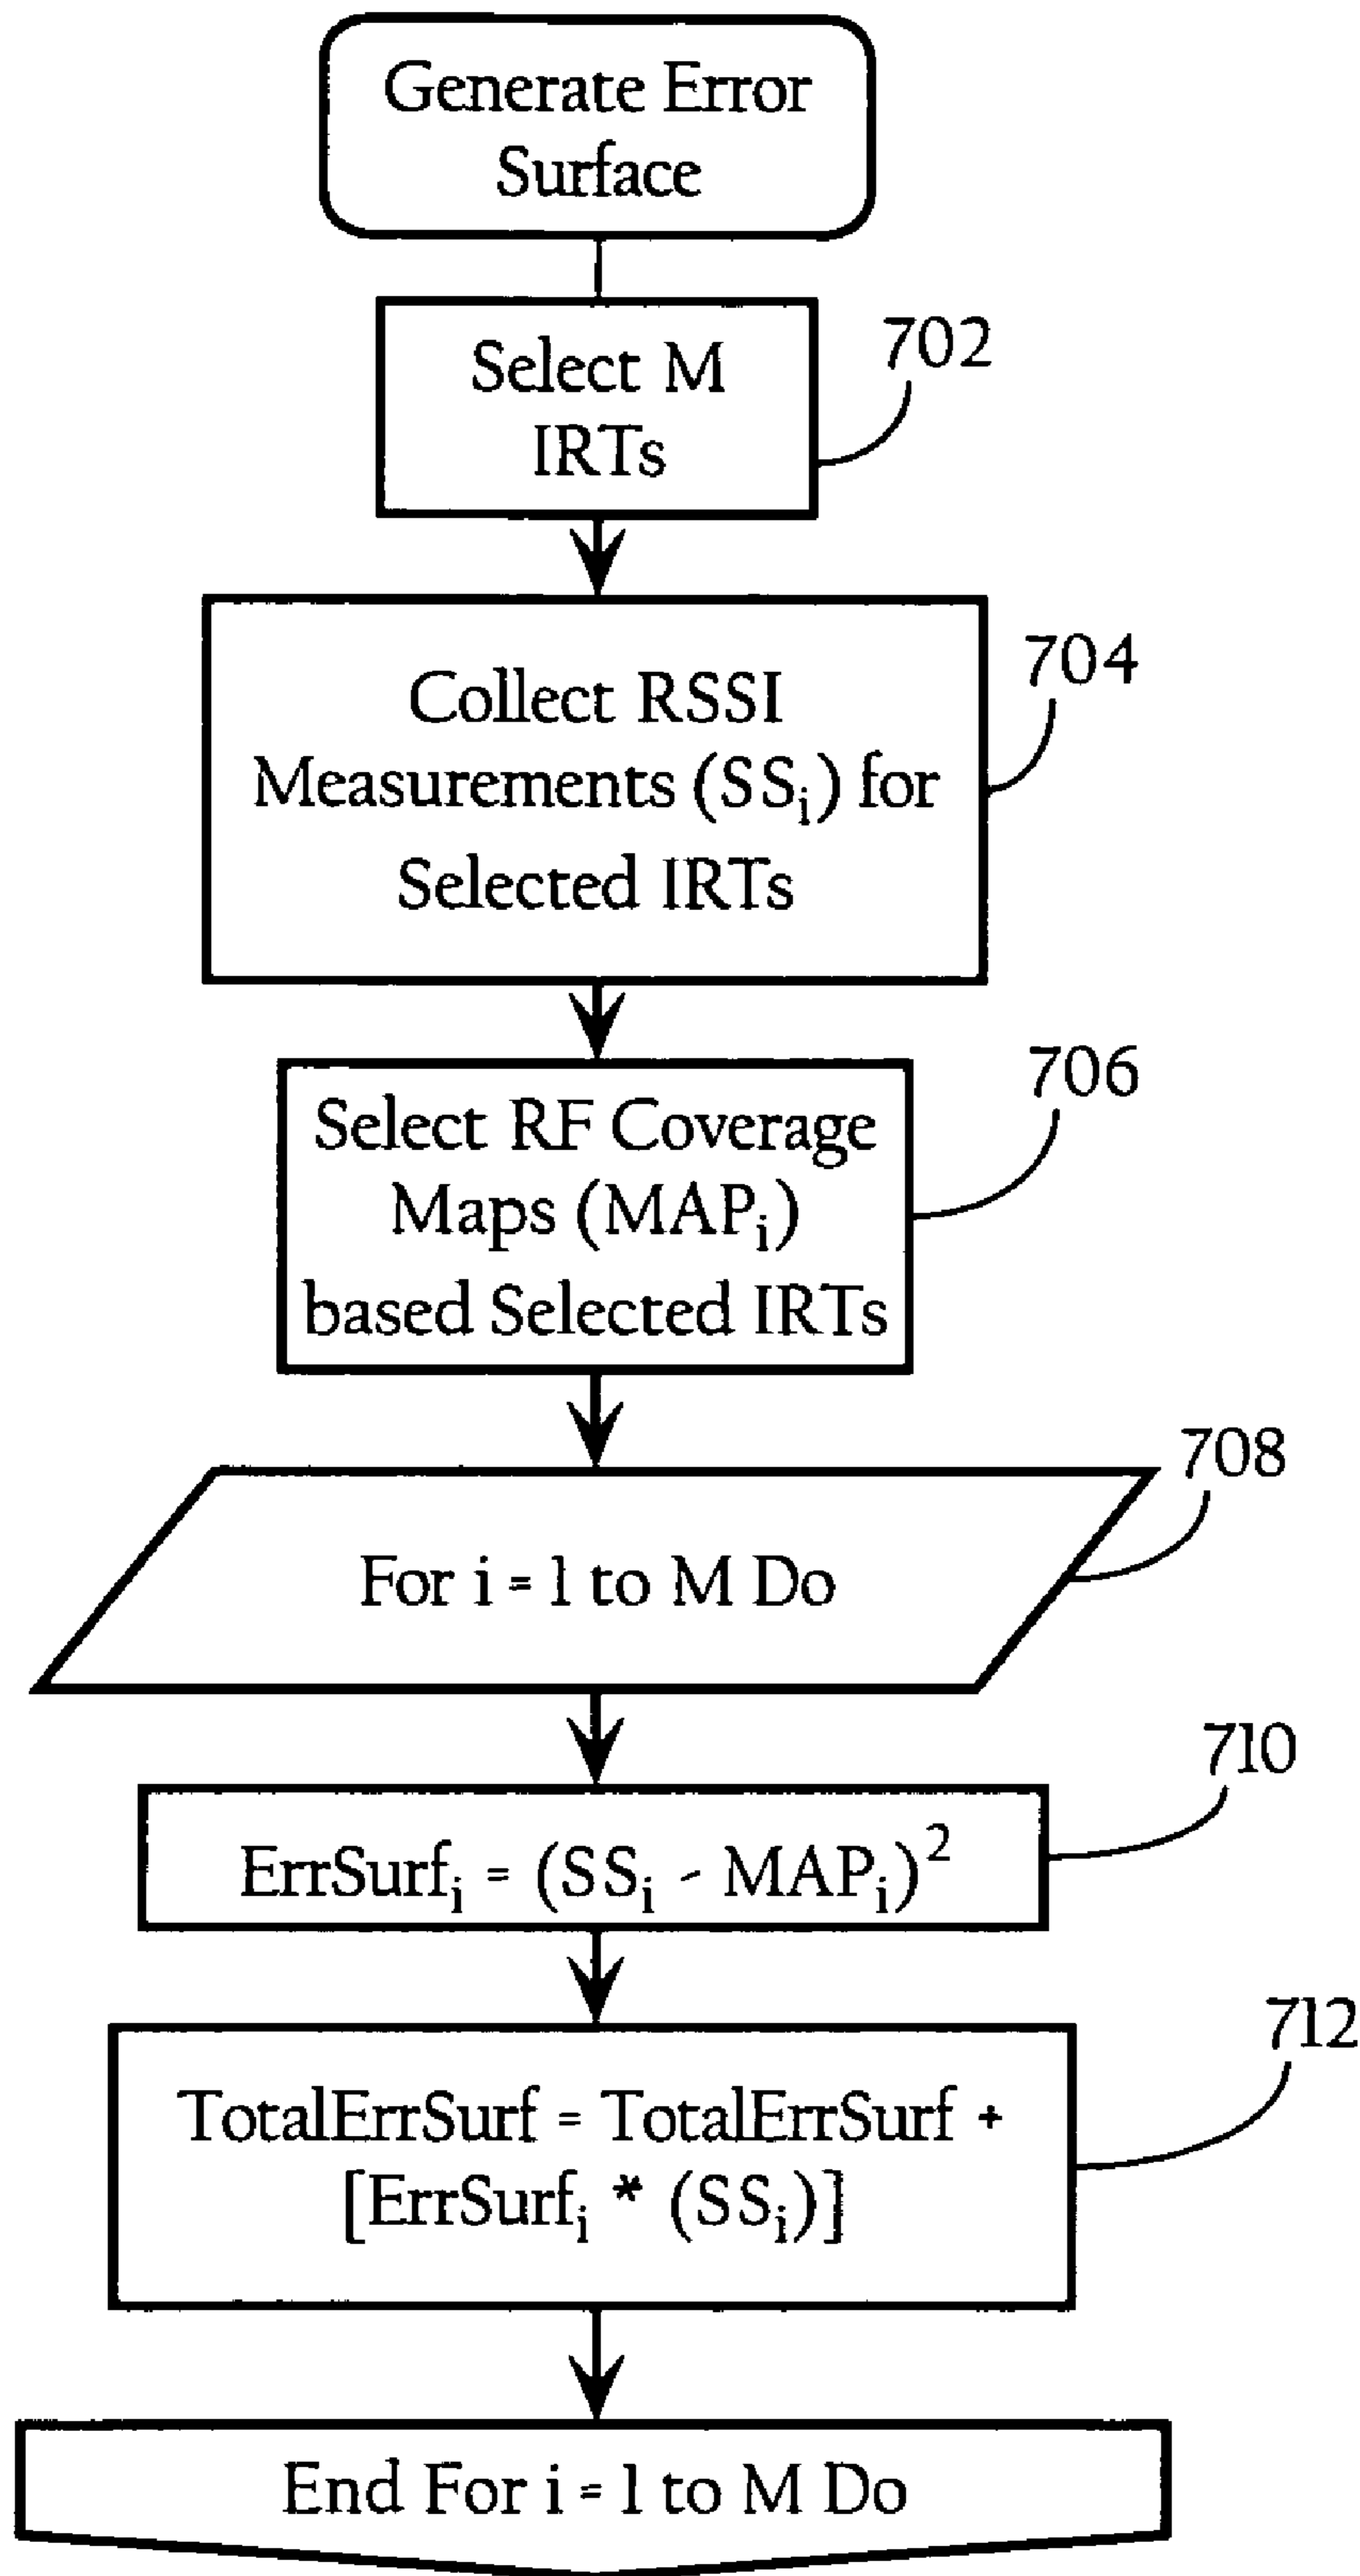 Generate Error
Surface
Select M
IRTs
702
Collect RSSI
Measurements (SSi) for
Selected IRTs
704
Select RF Coverage
Maps (MAPi)
based Selected IRTs
706
For i = 1 to M Do
708
ErrSurfi = (SSi - MAPi)2
710
TotalErrSurf = TotalErrSurf +
[ErrSurfi * (SSi)]
712
End For i = 1 to M Do